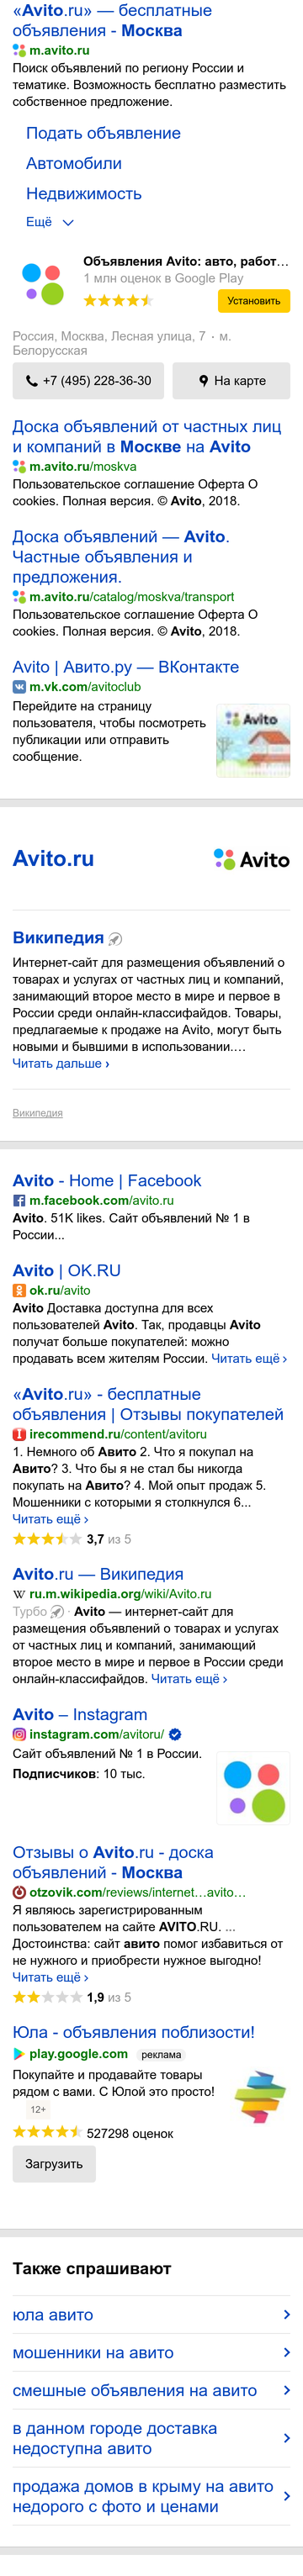 «Avito.ru» — бесплатные
объявления - Москва
m.avito.ru
Поиск объявлений по региону России и
тематике. Возможность бесплатно разместить
собственное предложение.
Подать объявление
Автомобили
Недвижимость
Ещё
Объявления Avito: авто, работ...
1 млн оценок в Google Play
Установить
Россия, Москва, Лесная улица, 7 · м.
Белорусская
+7 (495) 228-36-30
На карте
Доска объявлений от частных лиц
и компаний в Москве на Avito
m.avito.ru/moskva
Пользовательское соглашение Оферта О
cookies. Полная версия. © Avito, 2018.
Доска объявлений — Avito.
Частные объявления и
предложения.
m.avito.ru/catalog/moskva/transport
Пользовательское соглашение Оферта О
cookies. Полная версия. © Avito, 2018.
Avito | Авито.ру — ВКонтакте
m.vk.com/avitoclub
Перейдите на страницу
пользователя, чтобы посмотреть
публикации или отправить
сообщение.
Avito
Avito.ru
Avito
Википедия
Интернет-сайт для размещения объявлений о
товарах и услугах от частных лиц и компаний,
занимающий второе место в мире и первое в
России среди онлайн-классифайдов. Товары,
предлагаемые к продаже на Avito, могут быть
новыми и бывшими в использовании....
Читать дальше ›
Википедия
Avito - Home | Facebook
m.facebook.com/avito.ru
Avito. 51K likes. Сайт объявлений № 1 в
России...
Avito | OK.RU
ok.ru/avito
Avito Доставка доступна для всех
пользователей Avito. Так, продавцы Avito
получат больше покупателей: можно
продавать всем жителям России. Читать ещё ›
«Avito.ru» - бесплатные
объявления | Отзывы покупателей
irecommend.ru/content/avitoru
1. Немного об Авито 2. Что я покупал на
Авито? 3. Что бы я не стал бы никогда
покупать на Авито? 4. Мой опыт продаж 5.
Мошенники с которыми я столкнулся 6...
Читать ещё ›
3,7 из 5
Avito.ru — Википедия
W ru.m.wikipedia.org/wiki/Avito.ru
Турбо · Avito — интернет-сайт для
размещения объявлений о товарах и услугах
от частных лиц и компаний, занимающий
второе место в мире и первое в России среди
онлайн-классифайдов. Читать ещё ›
Avito – Instagram
instagram.com/avitoru/
Сайт объявлений № 1 в России.
Подписчиков: 10 тыс.
Отзывы о Avito.ru - доска
объявлений - Москва
otzovik.com/reviews/internet...avito...
Я являюсь зарегистрированным
пользователем на сайте AVITO.RU. ...
Достоинства: сайт авито помог избавиться от
не нужного и приобрести нужное выгодно!
Читать ещё ›
1,9 из 5
Юла - объявления поблизости!
play.google.com реклама
Покупайте и продавайте товары
рядом с вами. С Юлой это просто!
12+
527298 оценок
Загрузить
Также спрашивают
юла авито
мошенники на авито
смешные объявления на авито
в данном городе доставка
недоступна авито
продажа домов в крыму на авито
недорого с фото и ценами